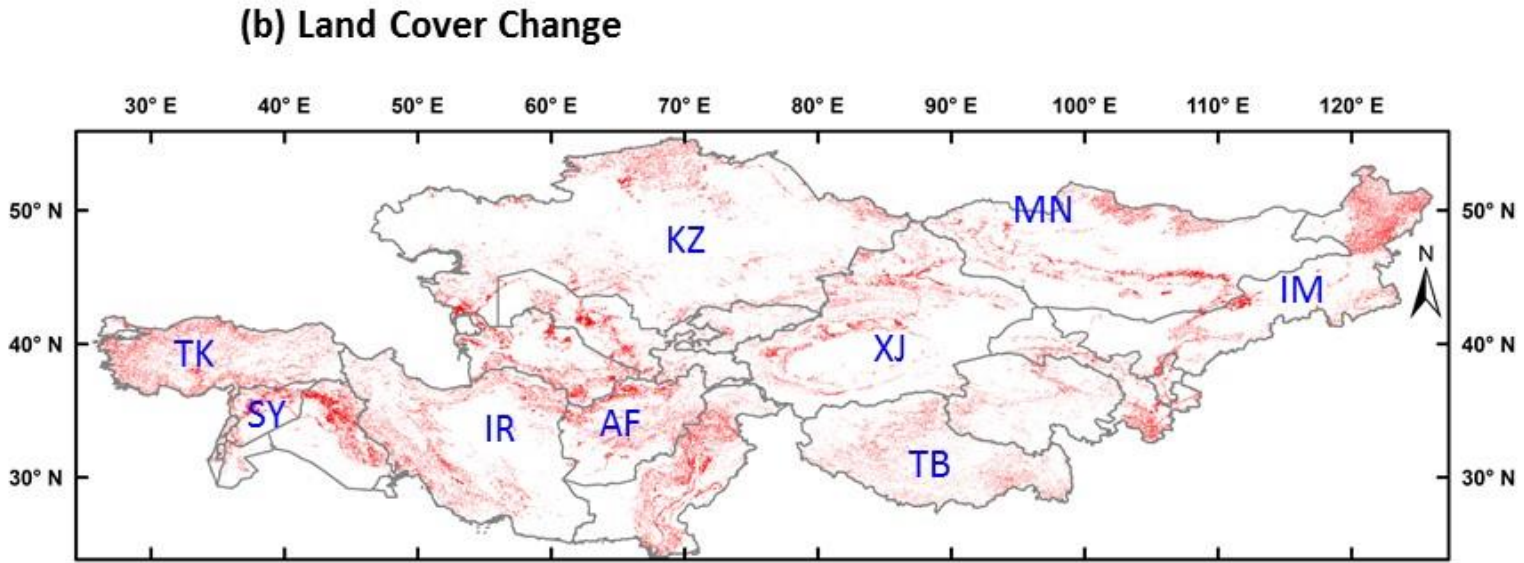 (b) Land Cover Change
30° E 40° E 50° E 60° E 70° E 80° E 90° E 100° E 110° E 120° E
50° N MN 50° N
KZ
N
IM
40° N TK XJ 40° N
SY IR AF
30° N TB 30° N